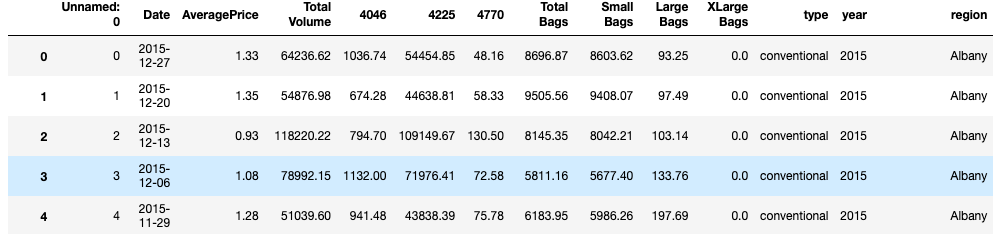 Unnamed: 0 Date AveragePrice Total Volume 4046 4225 4770 Total Bags Small Bags Large Bags XLarge Bags type year region
0 0 2015-12-27 1.33 64236.62 1036.74 54454.85 48.16 8696.87 8603.62 93.25 0.0 conventional 2015 Albany
1 1 2015-12-20 1.35 54876.98 674.28 44638.81 58.33 9505.56 9408.07 97.49 0.0 conventional 2015 Albany
2 2 2015-12-13 0.93 118220.22 794.70 109149.67 130.50 8145.35 8042.21 103.14 0.0 conventional 2015 Albany
3 3 2015-12-06 1.08 78992.15 1132.00 71976.41 72.58 5811.16 5677.40 133.76 0.0 conventional 2015 Albany
4 4 2015-11-29 1.28 51039.60 941.48 43838.39 75.78 6183.95 5986.26 197.69 0.0 conventional 2015 Albany